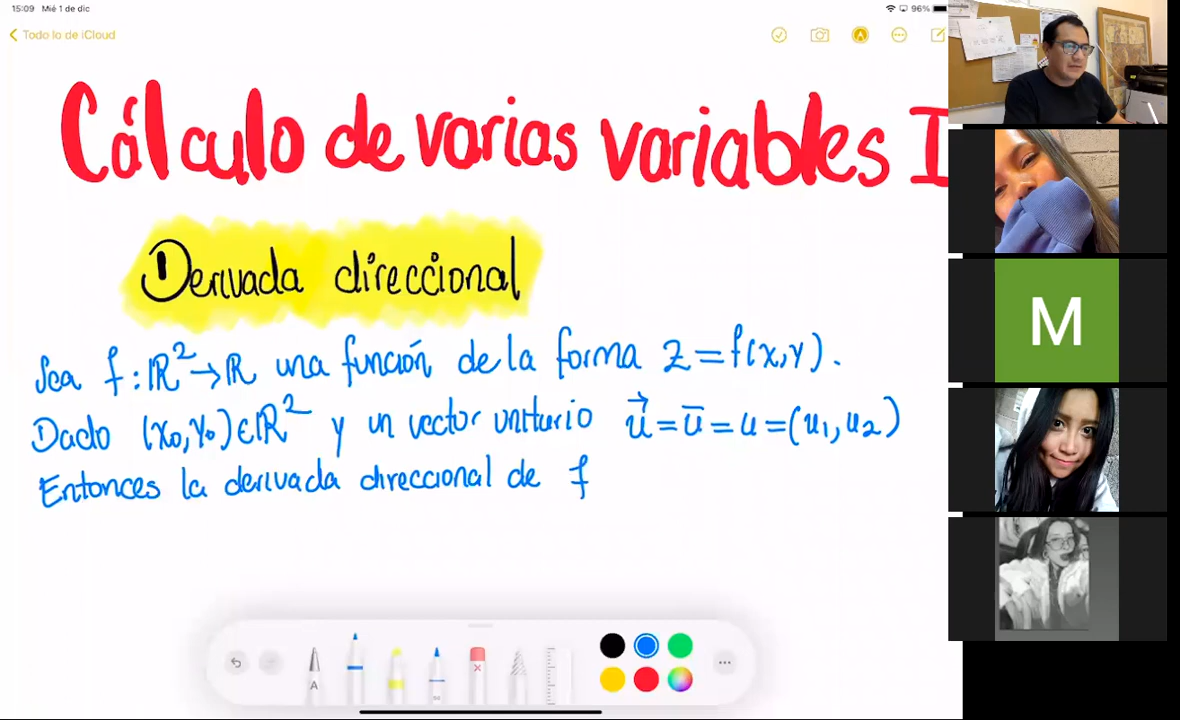 15:09 Mié 1 de dic
96%
Todo lo de iCloud
Cálculo de varias variables I
Derivada direccional
Sea f : ℝ² → ℝ una función de la forma z = f(x,y).
Dado (x₀,y₀) ∈ ℝ² y un vector unitario u⃗ = ū = u = (u₁, u₂)
Entonces la derivada direccional de f
A
M